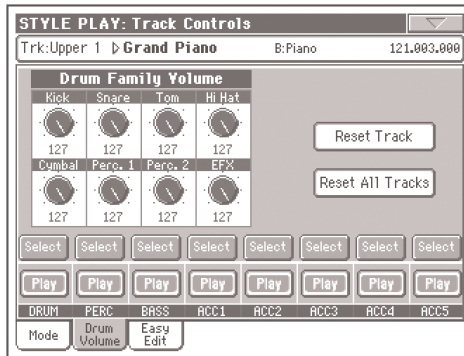 STYLE PLAY: Track Controls
Trk:Upper 1 Grand Piano B:Piano 121.003.000
Drum Family Volume
Kick Snare Tom Hi Hat
127 127 127 127
Cymbal Perc. 1 Perc. 2 EFX
127 127 127 127
Reset Track
Reset All Tracks
Select Select Select Select Select Select Select Select
Play Play Play Play Play Play Play Play
DRUM PERC BASS ACC1 ACC2 ACC3 ACC4 ACC5
Mode Drum Volume Easy Edit